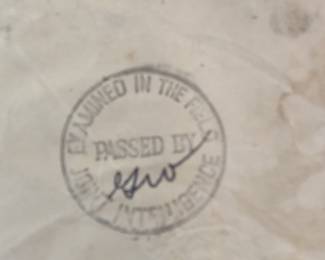 EXAMINED IN THE FIELD
PASSED BY
JOINT INTELLIGENCE